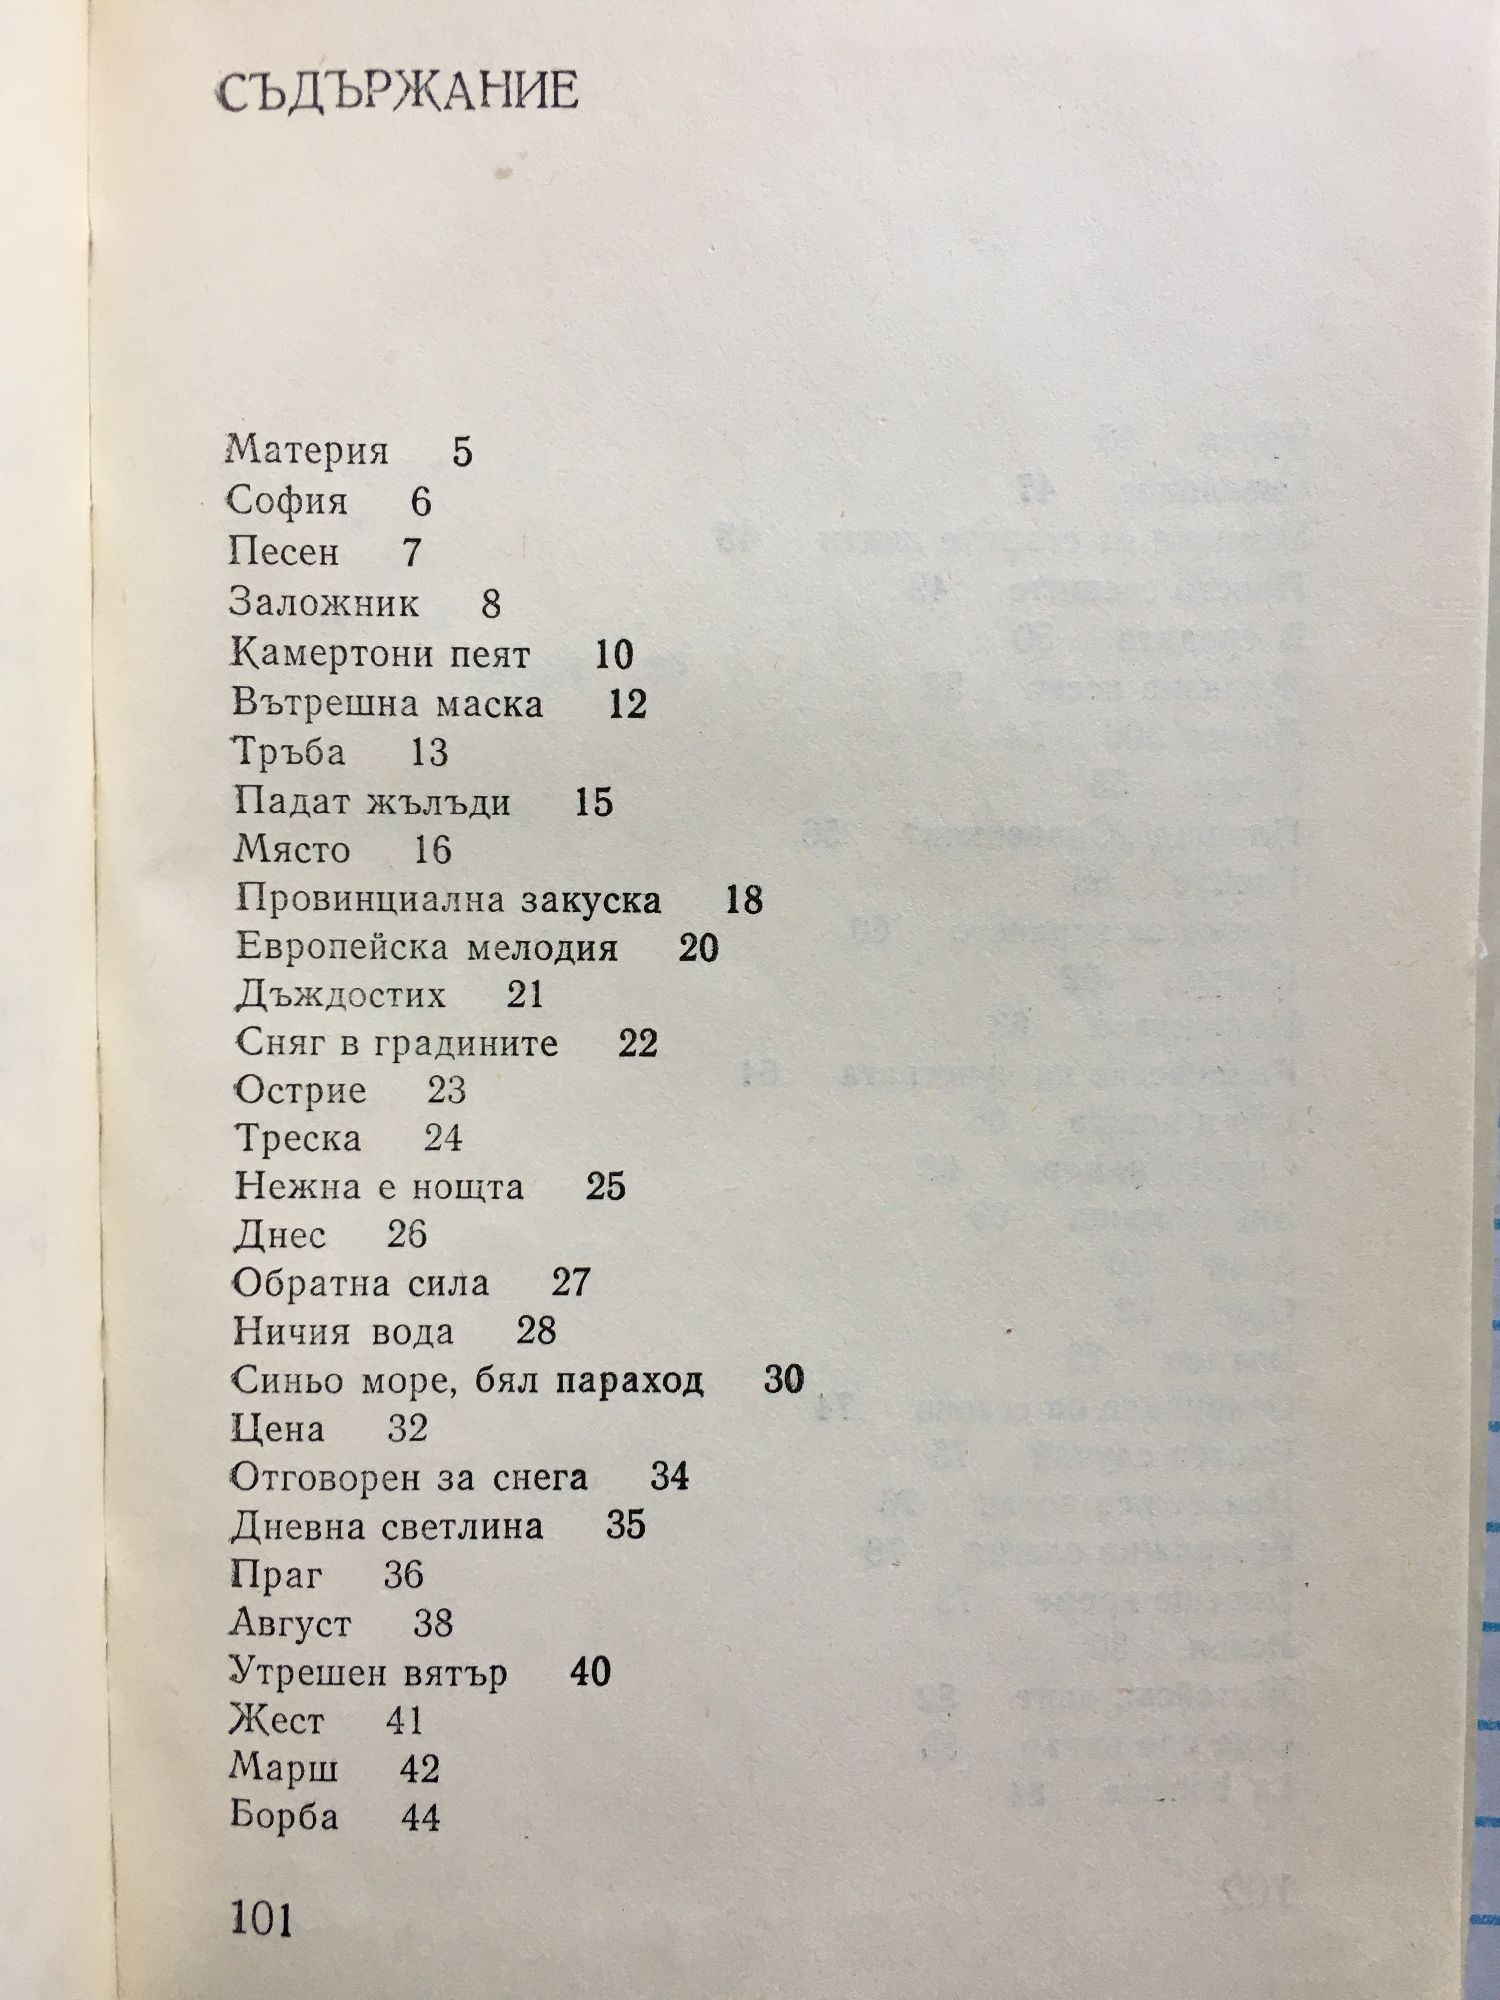 СЪДЪРЖАНИЕ
Материя 5
София 6
Песен 7
Заложник 8
Камертони пеят 10
Вътрешна маска 12
Тръба 13
Падат жълъди 15
Място 16
Провинциална закуска 18
Европейска мелодия 20
Дъждостих 21
Сняг в градините 22
Острие 23
Треска 24
Нежна е нощта 25
Днес 26
Обратна сила 27
Ничия вода 28
Синьо море, бял параход 30
Цена 32
Отговорен за снега 34
Дневна светлина 35
Праг 36
Август 38
Утрешен вятър 40
Жест 41
Марш 42
Борба 44
101